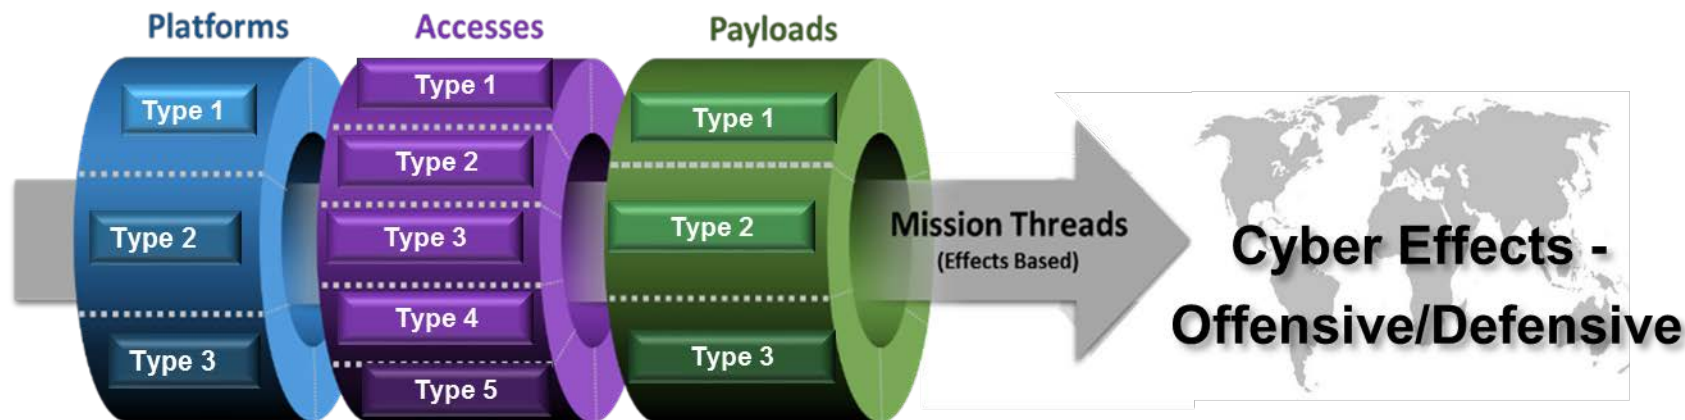 Platforms
Type 1
Type 2
Type 3
Accesses
Type 1
Type 2
Type 3
Type 4
Type 5
Payloads
Type 1
Type 2
Type 3
Mission Threads
(Effects Based)
Cyber Effects -
Offensive/Defensive